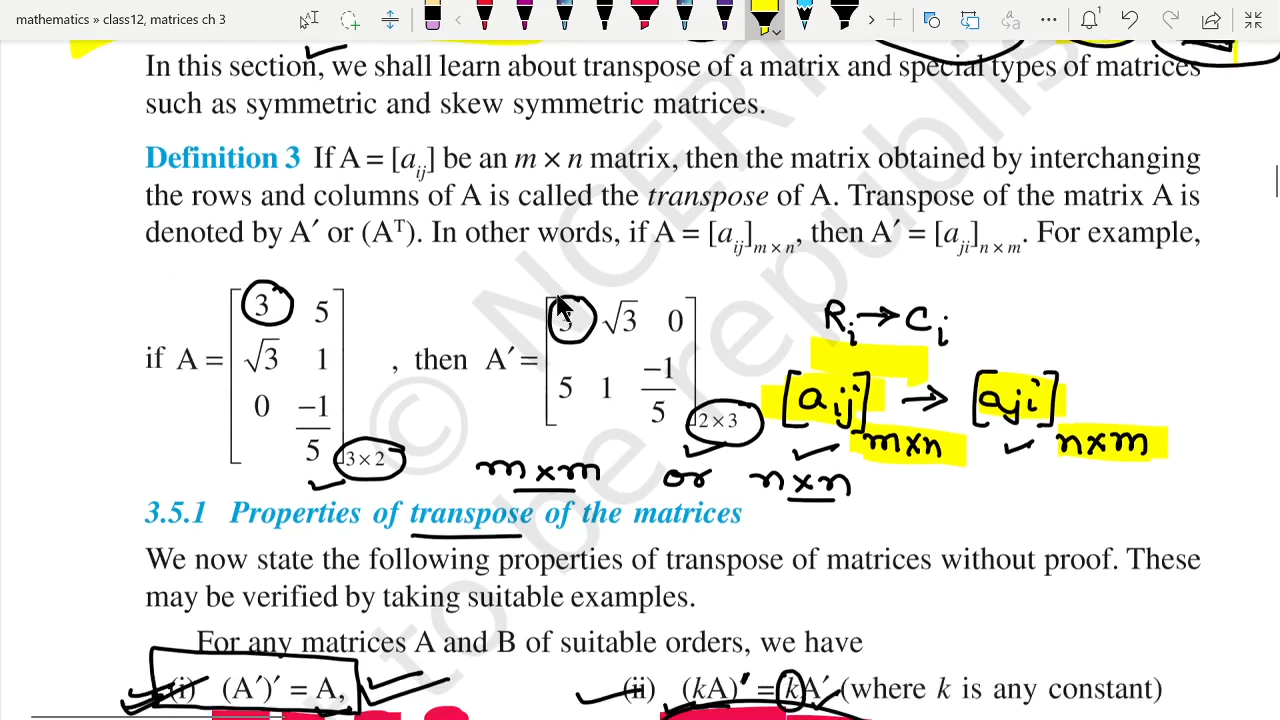 mathematics » class12, matrices ch 3
In this section, we shall learn about transpose of a matrix and special types of matrices
such as symmetric and skew symmetric matrices.
Definition 3 If A = [aij] be an m × n matrix, then the matrix obtained by interchanging
the rows and columns of A is called the transpose of A. Transpose of the matrix A is
denoted by A′ or (Aᵀ). In other words, if A = [aij]m × n, then A′ = [aji]n × m. For example,
if A = [3 5; √3 1; 0 −1/5]3 × 2, then A′ = [3 √3 0; 5 1 −1/5]2 × 3
Ri → Ci
[aij] m×n → [aji] n×m
m×m or n×n
3.5.1 Properties of transpose of the matrices
We now state the following properties of transpose of matrices without proof. These
may be verified by taking suitable examples.
For any matrices A and B of suitable orders, we have
(i) (A′)′ = A, (ii) (kA)′ = kA′ (where k is any constant)
© NCERT
to be republis